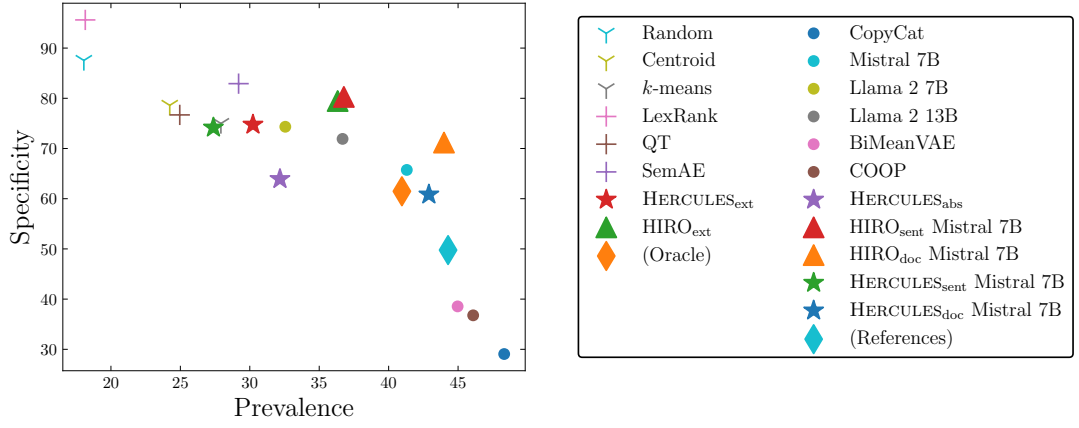 90
80
70
60
50
40
30
Specificity
20
25
30
35
40
45
Prevalence
Random
Centroid
k-means
LexRank
QT
SemAE
HERCULESext
HIROext
(Oracle)
CopyCat
Mistral 7B
Llama 2 7B
Llama 2 13B
BiMeanVAE
COOP
HERCULESabs
HIROsent Mistral 7B
HIROdoc Mistral 7B
HERCULESsent Mistral 7B
HERCULESdoc Mistral 7B
(References)